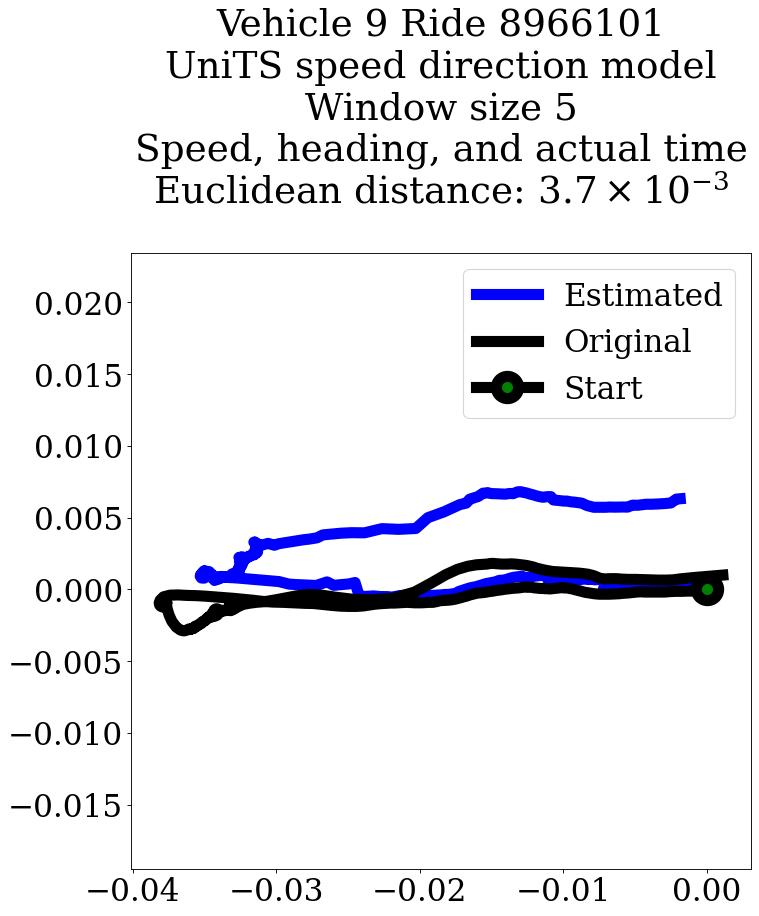 Vehicle 9 Ride 8966101
UniTS speed direction model
Window size 5
Speed, heading, and actual time
Euclidean distance: 3.7 × 10⁻³
Estimated
Original
Start
0.020
0.015
0.010
0.005
0.000
−0.005
−0.010
−0.015
−0.04 −0.03 −0.02 −0.01 0.00